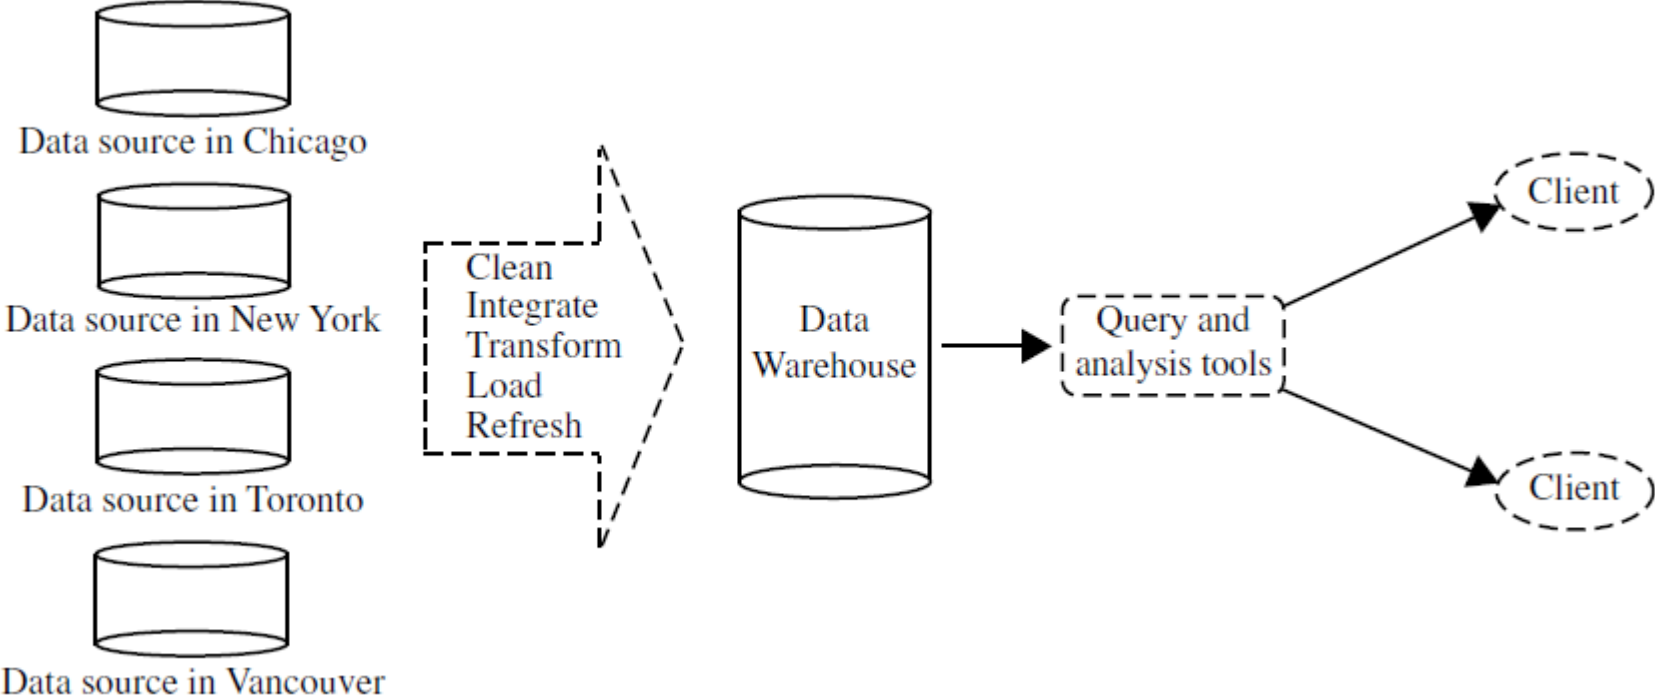 Data source in Chicago
Data source in New York
Data source in Toronto
Data source in Vancouver
Clean
Integrate
Transform
Load
Refresh
Data
Warehouse
Query and
analysis tools
Client
Client